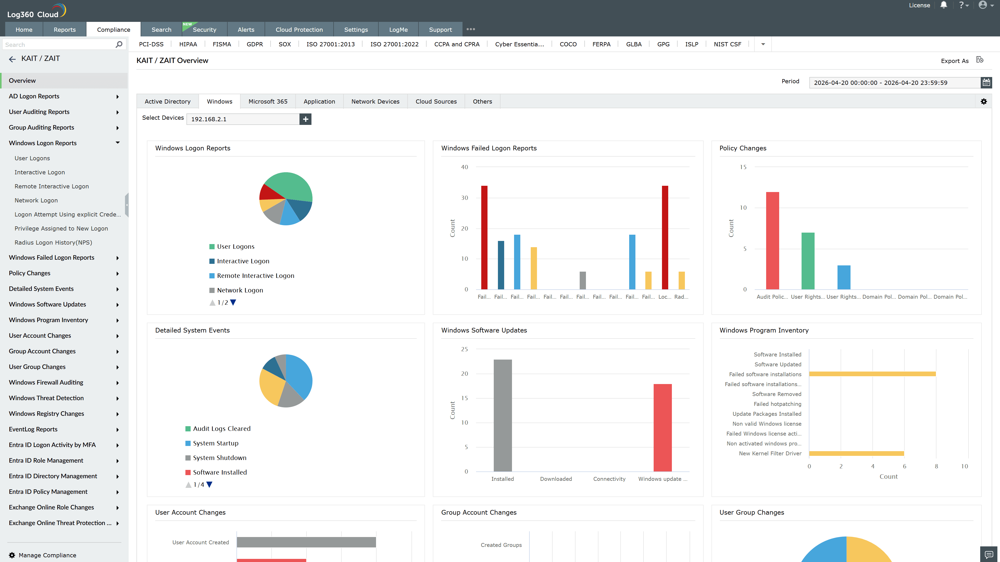 Log360 Cloud
License
?
Home
Reports
Compliance
Search
NEW
Security
Alerts
Cloud Protection
Settings
LogMe
Support
Search
PCI-DSS
HIPAA
FISMA
GDPR
SOX
ISO 27001:2013
ISO 27001:2022
CCPA and CPRA
Cyber Essentia...
COCO
FERPA
GLBA
GPG
ISLP
NIST CSF
KAIT / ZAIT
Overview
AD Logon Reports
User Auditing Reports
Group Auditing Reports
Windows Logon Reports
User Logons
Interactive Logon
Remote Interactive Logon
Network Logon
Logon Attempt Using explicit Crede...
Privilege Assigned to New Logon
Radius Logon History(NPS)
Windows Failed Logon Reports
Policy Changes
Detailed System Events
Windows Software Updates
Windows Program Inventory
User Account Changes
Group Account Changes
User Group Changes
Windows Firewall Auditing
Windows Threat Detection
Windows Registry Changes
EventLog Reports
Entra ID Logon Activity by MFA
Entra ID Role Management
Entra ID Directory Management
Entra ID Policy Management
Exchange Online Role Changes
Exchange Online Threat Protection ...
Manage Compliance
KAIT / ZAIT Overview
Export As
Period
2026-04-20 00:00:00 - 2026-04-20 23:59:59
Active Directory
Windows
Microsoft 365
Application
Network Devices
Cloud Sources
Others
Select Devices
192.168.2.1
Windows Logon Reports
User Logons
Interactive Logon
Remote Interactive Logon
Network Logon
1/2
Windows Failed Logon Reports
40
30
20
10
0
Count
Fail...
Fail...
Fail...
Fail...
Fail...
Fail...
Fail...
Fail...
Fail...
Fail...
Fail...
Loc...
Rad...
Policy Changes
15
10
5
0
Count
Audit Polic...
User Rights...
User Rights...
Domain Pol...
Domain Pol...
Domain Pol...
Detailed System Events
Audit Logs Cleared
System Startup
System Shutdown
Software Installed
1/4
Windows Software Updates
25
20
15
10
5
0
Count
Installed
Downloaded
Connectivity
Windows update ...
Windows Program Inventory
Software Installed
Software Updated
Failed software installations
Failed software installations...
Software Removed
Failed hotpatching
Update Packages Installed
Non valid Windows license
Failed Windows license acti...
Non activated windows pro...
New Kernel Filter Driver
0
2
4
6
8
10
Count
User Account Changes
User Account Created
Group Account Changes
Created Groups
User Group Changes